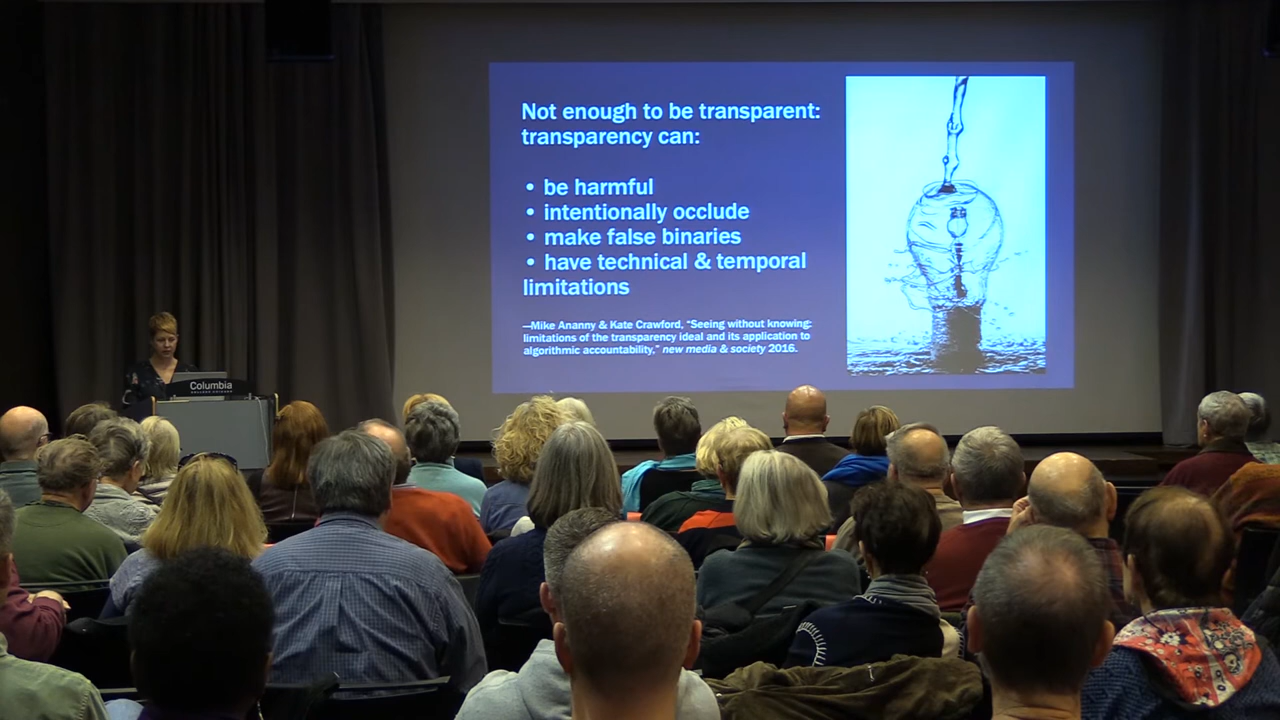 Not enough to be transparent:
transparency can:
• be harmful
• intentionally occlude
• make false binaries
• have technical & temporal
limitations
—Mike Ananny & Kate Crawford, “Seeing without knowing:
limitations of the transparency ideal and its application to
algorithmic accountability,” new media & society 2016.
Columbia